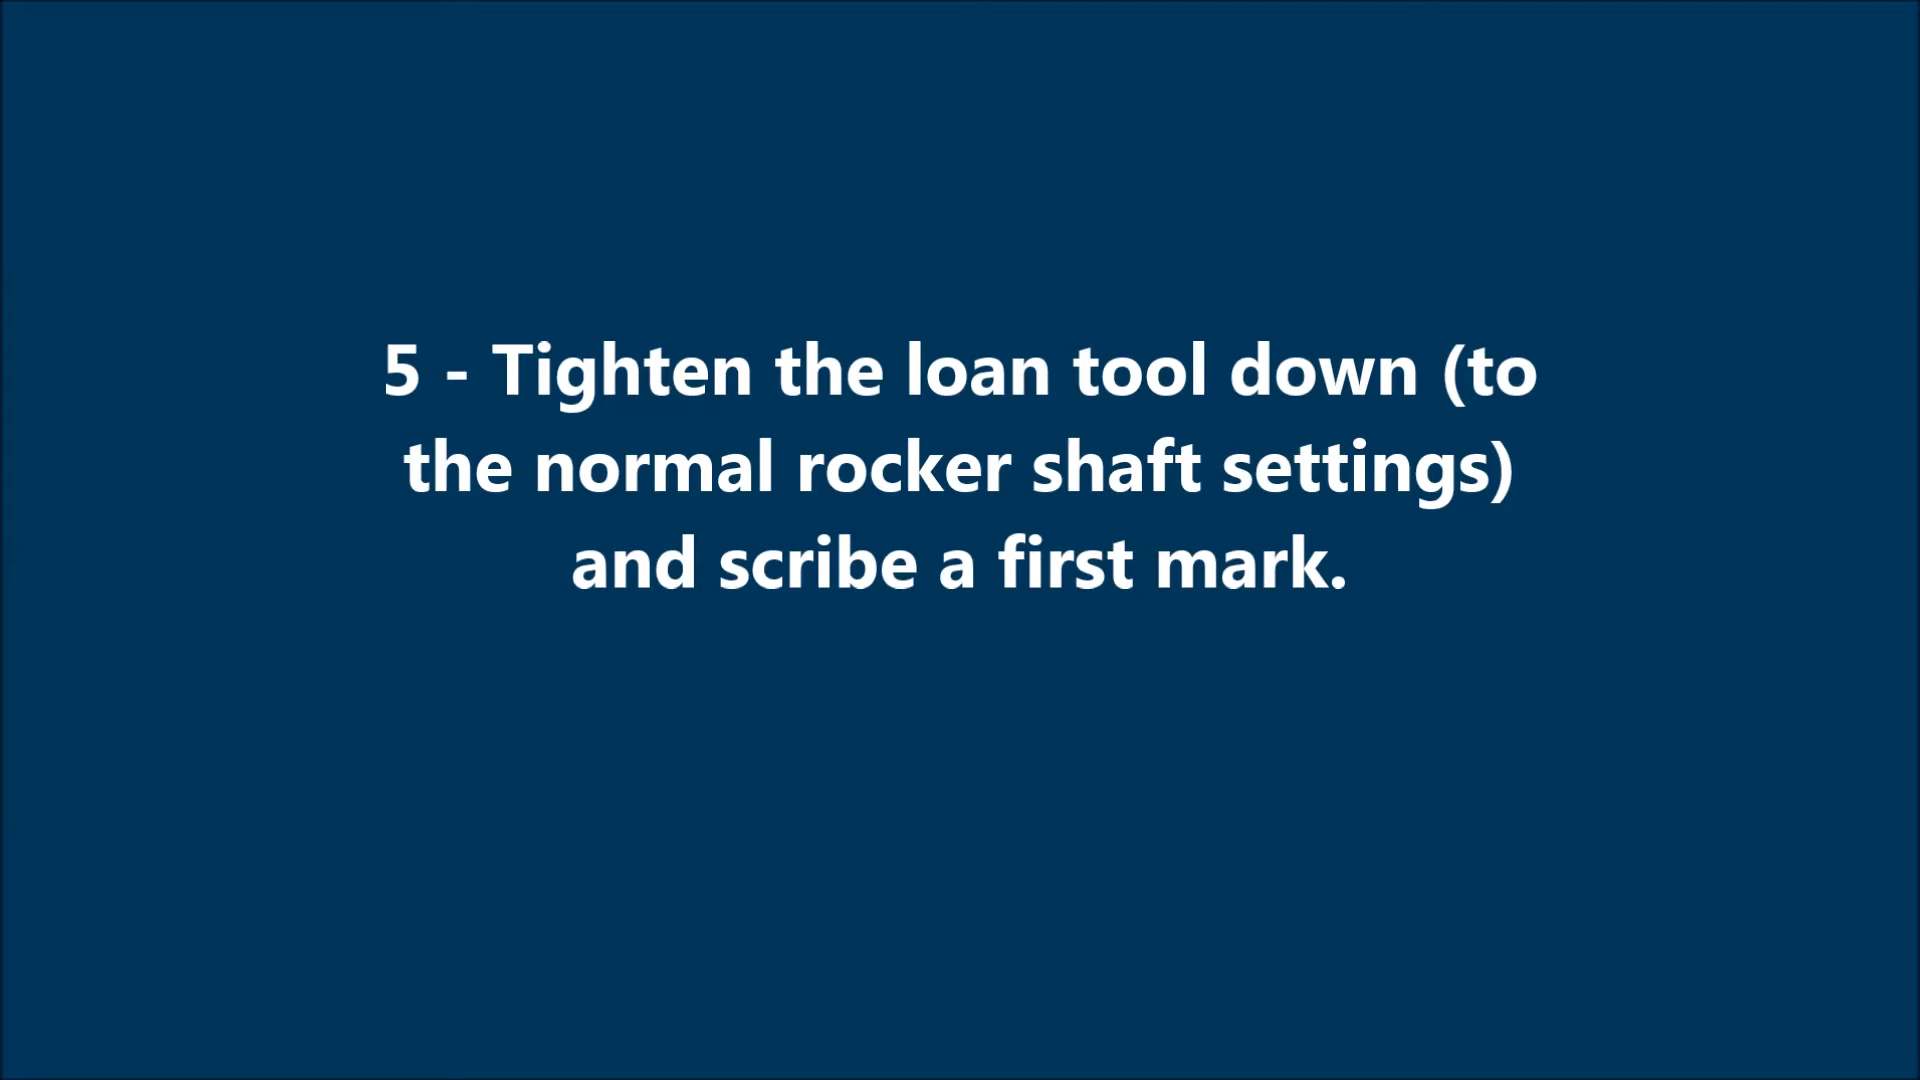 5 - Tighten the loan tool down (to
the normal rocker shaft settings)
and scribe a first mark.